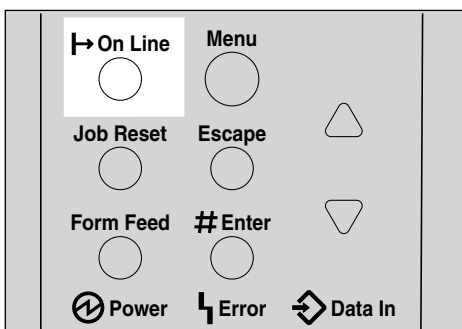 On Line Menu
Job Reset Escape
Form Feed # Enter
Power Error Data In